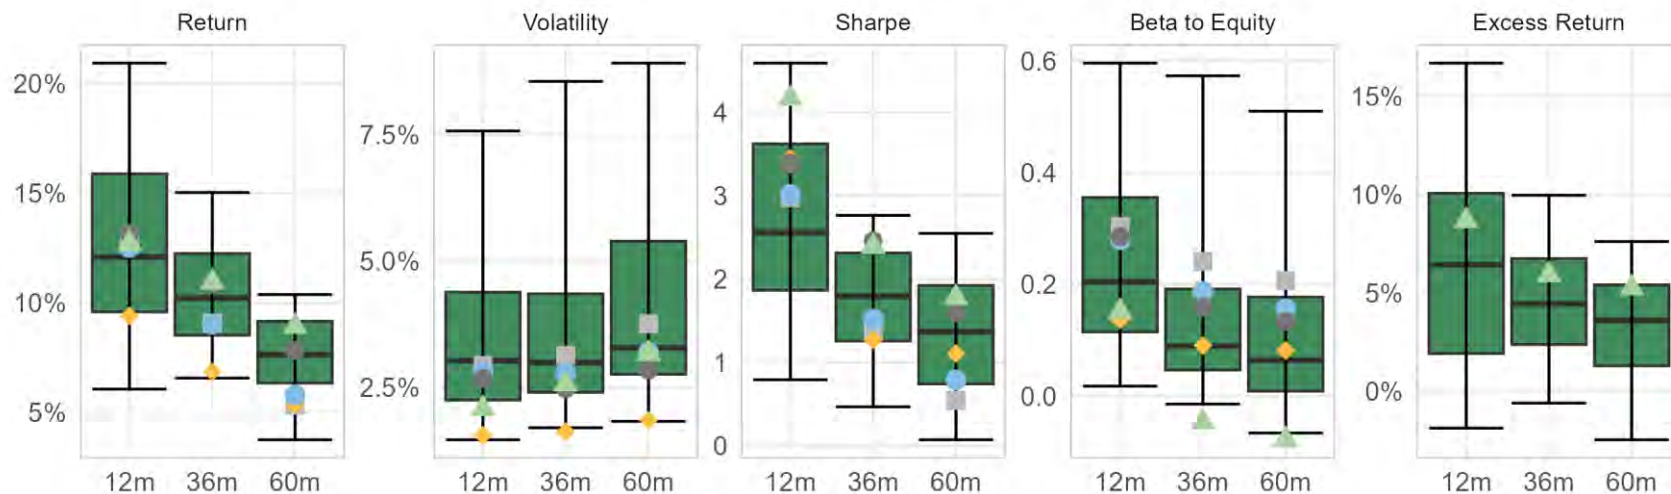 Return
20%
15%
10%
5%
12m 36m 60m
Volatility
7.5%
5.0%
2.5%
12m 36m 60m
Sharpe
4
3
2
1
0
12m 36m 60m
Beta to Equity
0.6
0.4
0.2
0.0
12m 36m 60m
Excess Return
15%
10%
5%
0%
12m 36m 60m